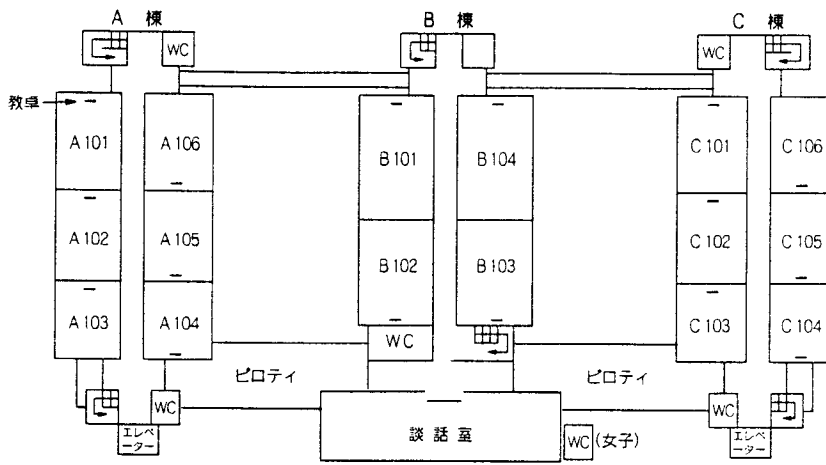 A 棟
B 棟
C 棟
WC
WC
教卓
A101
A106
B101
B104
C101
C106
A102
A105
C102
C105
B102
B103
A103
A104
C103
C104
WC
ピロティ
ピロティ
WC
WC
エレベ
ーター
談話室
WC
(女子)
エレベ
ーター